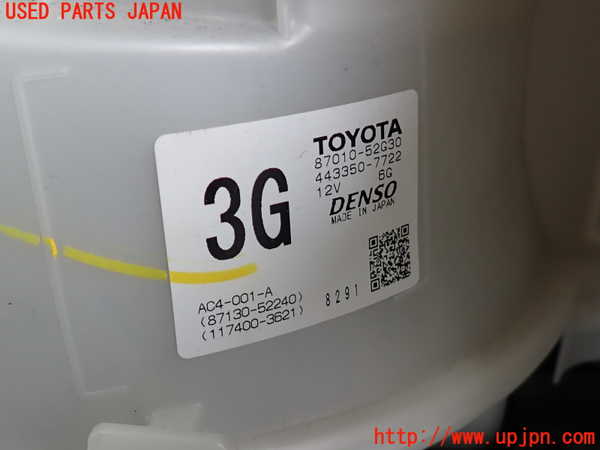 USED PARTS JAPAN
TOYOTA
87010-52G30
443350-7722
12V BG
DENSO
MADE IN JAPAN
3G
AC4-001-A
(87130-52240)
(117400-3621)
8291
http://www.upjpn.com/